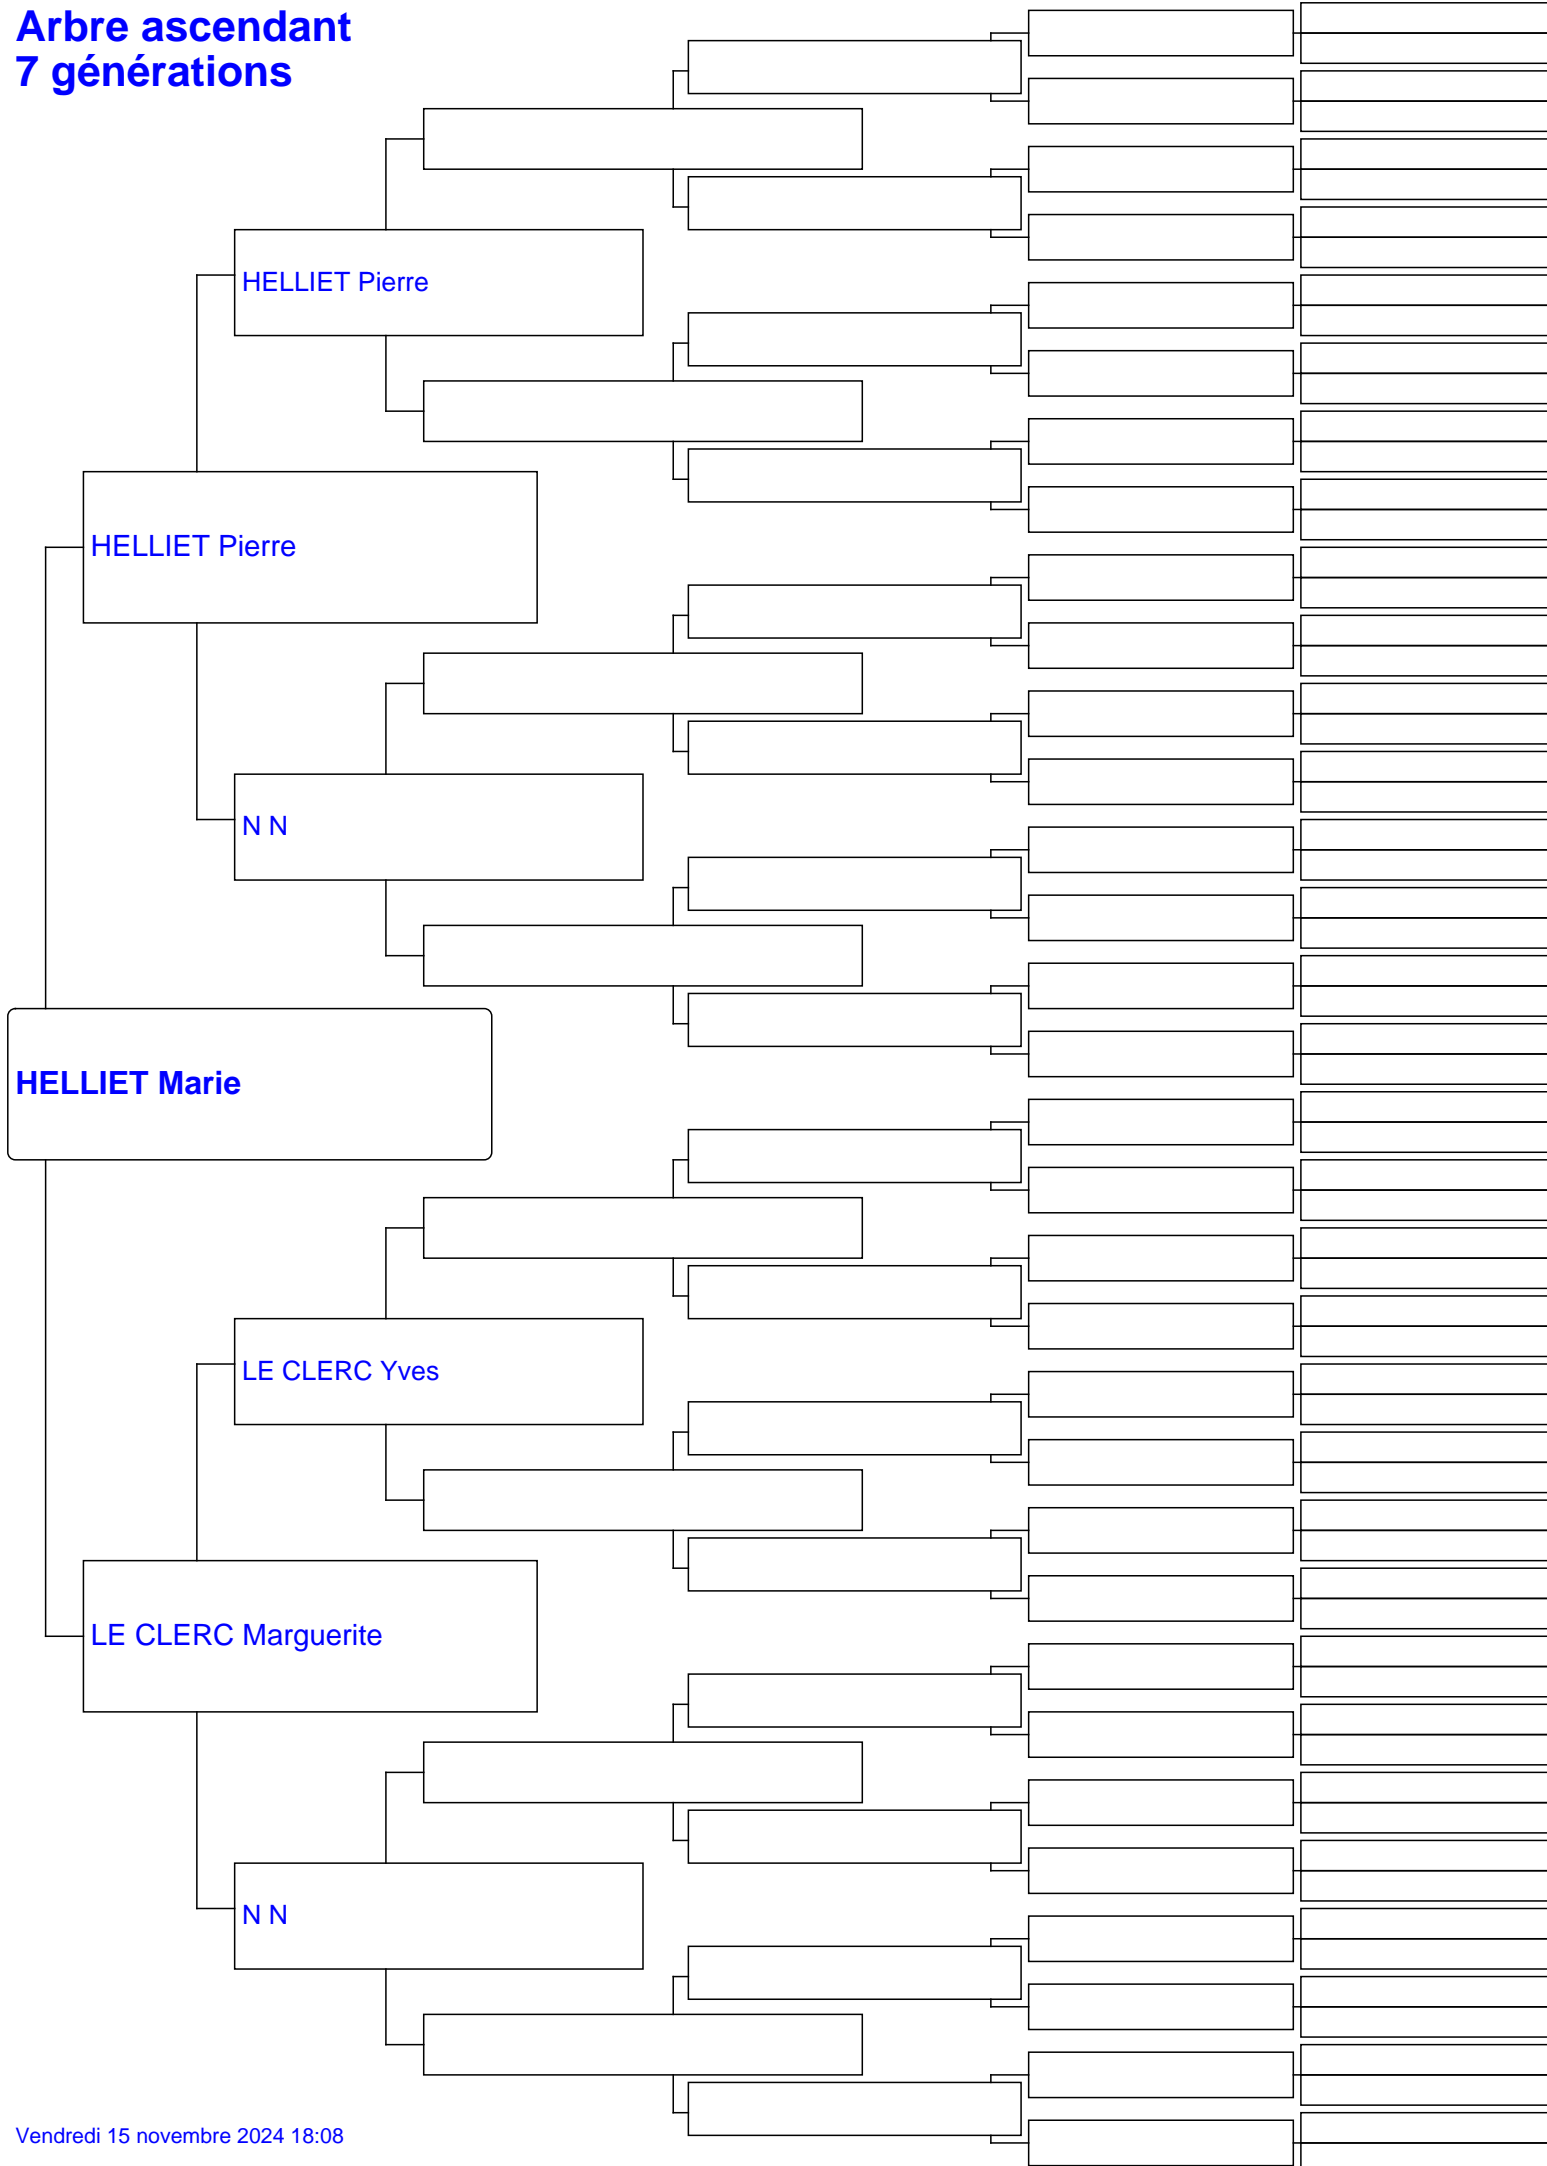 Arbre ascendant
7 générations
HELLIET Pierre
HELLIET Pierre
N N
HELLIET Marie
LE CLERC Yves
LE CLERC Marguerite
N N
Vendredi 15 novembre 2024 18:08